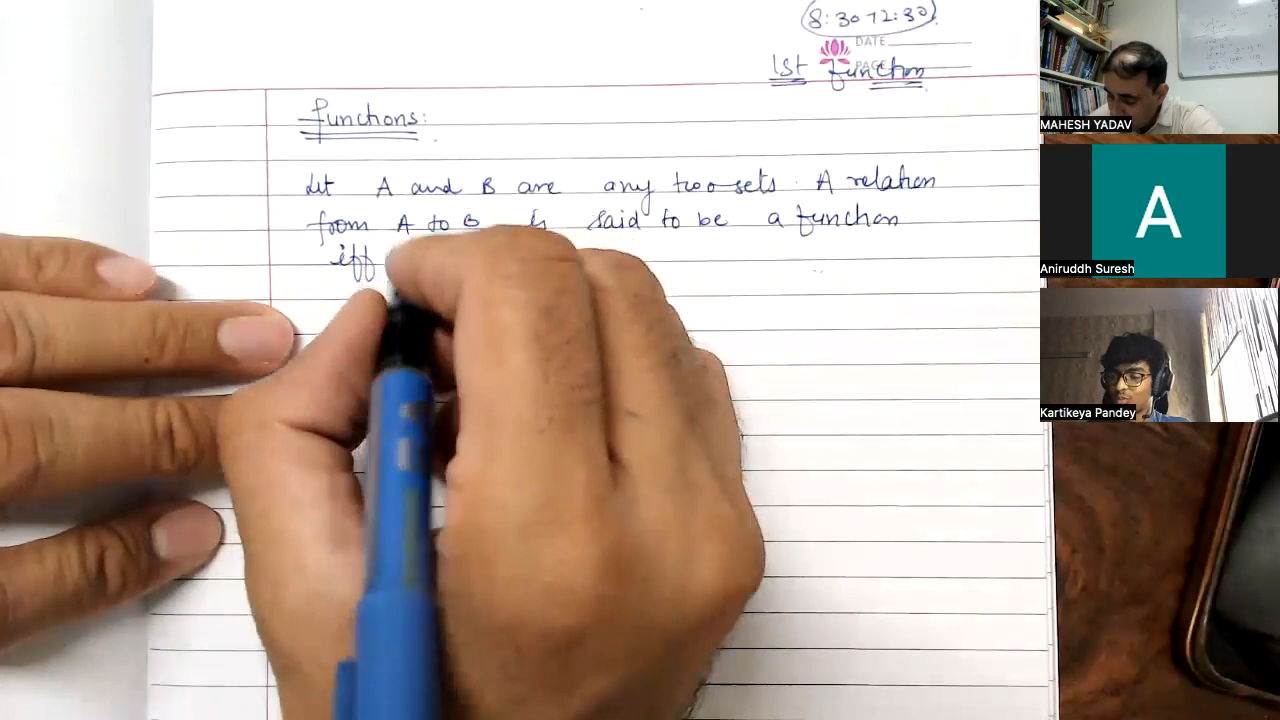 8:30-12:30
DATE
PAGE
1st function
functions:
Let A and B are any two sets. A relation
from A to B is said to be a function
iff
MAHESH YADAV
A
Aniruddh Suresh
Kartikeya Pandey